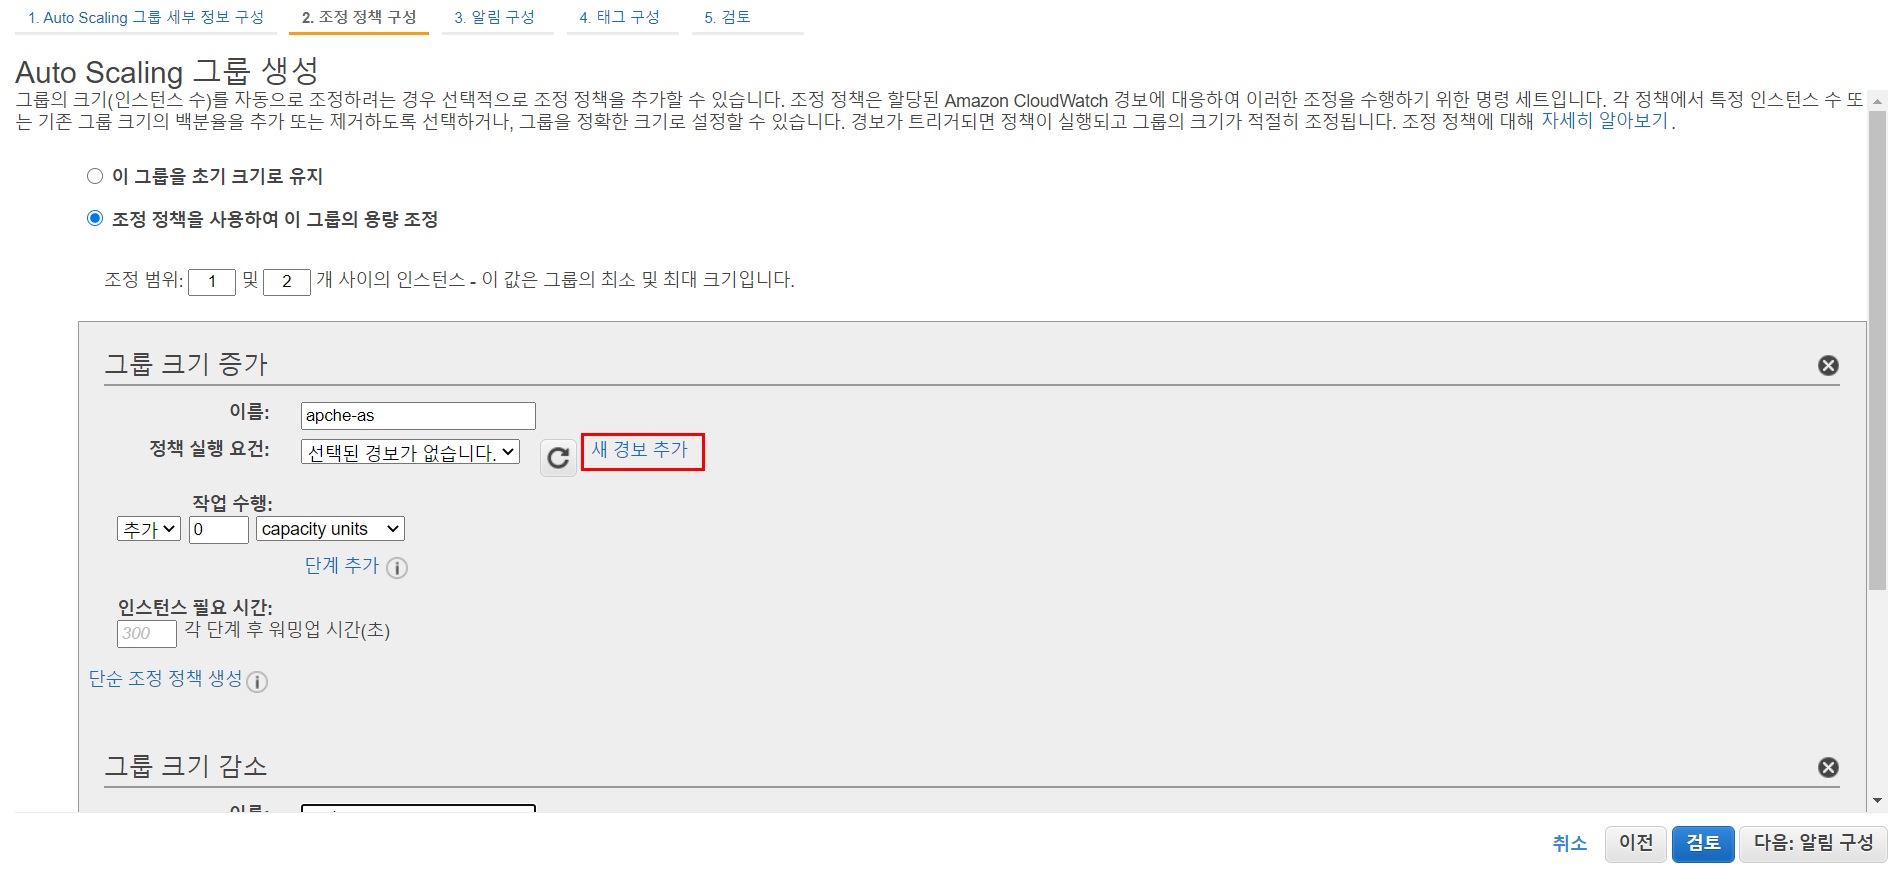 1. Auto Scaling 그룹 세부 정보 구성 2. 조정 정책 구성 3. 알림 구성 4. 태그 구성 5. 검토
Auto Scaling 그룹 생성
그룹의 크기(인스턴스 수)를 자동으로 조정하려는 경우 선택적으로 조정 정책을 추가할 수 있습니다. 조정 정책은 할당된 Amazon CloudWatch 경보에 대응하여 이러한 조정을 수행하기 위한 명령 세트입니다. 각 정책에서 특정 인스턴스 수 또
는 기존 그룹 크기의 백분율을 추가 또는 제거하도록 선택하거나, 그룹을 정확한 크기로 설정할 수 있습니다. 경보가 트리거되면 정책이 실행되고 그룹의 크기가 적절히 조정됩니다. 조정 정책에 대해 자세히 알아보기.
이 그룹을 초기 크기로 유지
조정 정책을 사용하여 이 그룹의 용량 조정
조정 범위: 1 및 2 개 사이의 인스턴스 - 이 값은 그룹의 최소 및 최대 크기입니다.
그룹 크기 증가
이름: apche-as
정책 실행 요건: 선택된 경보가 없습니다. 새 경보 추가
작업 수행:
추가 0 capacity units
단계 추가
인스턴스 필요 시간:
300 각 단계 후 워밍업 시간(초)
단순 조정 정책 생성
그룹 크기 감소
이름:
취소 이전 검토 다음: 알림 구성